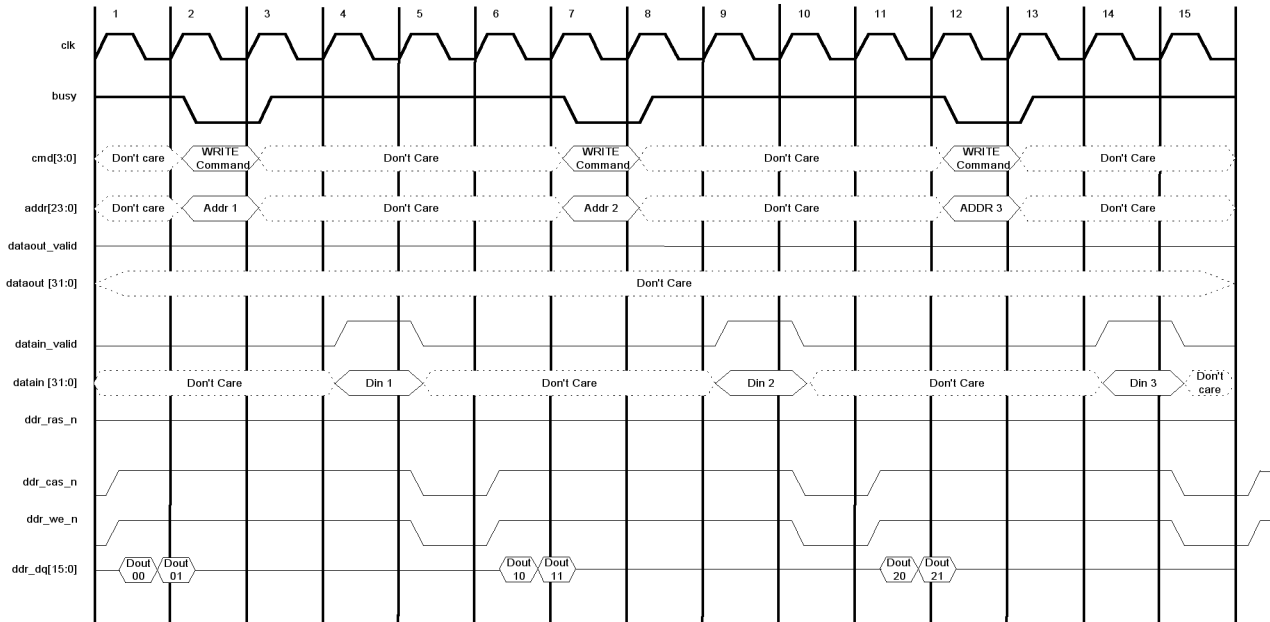 1 2 3 4 5 6 7 8 9 10 11 12 13 14 15
clk
busy
cmd[3:0] Don't care WRITE Command Don't Care WRITE Command Don't Care WRITE Command Don't Care
addr[23:0] Don't care Addr 1 Don't Care Addr 2 Don't Care ADDR 3 Don't Care
dataout_valid
dataout [31:0] Don't Care
datain_valid
datain [31:0] Don't Care Din 1 Don't Care Din 2 Don't Care Din 3 Don't care
ddr_ras_n
ddr_cas_n
ddr_we_n
ddr_dq[15:0] Dout 00 Dout 01 Dout 10 Dout 11 Dout 20 Dout 21